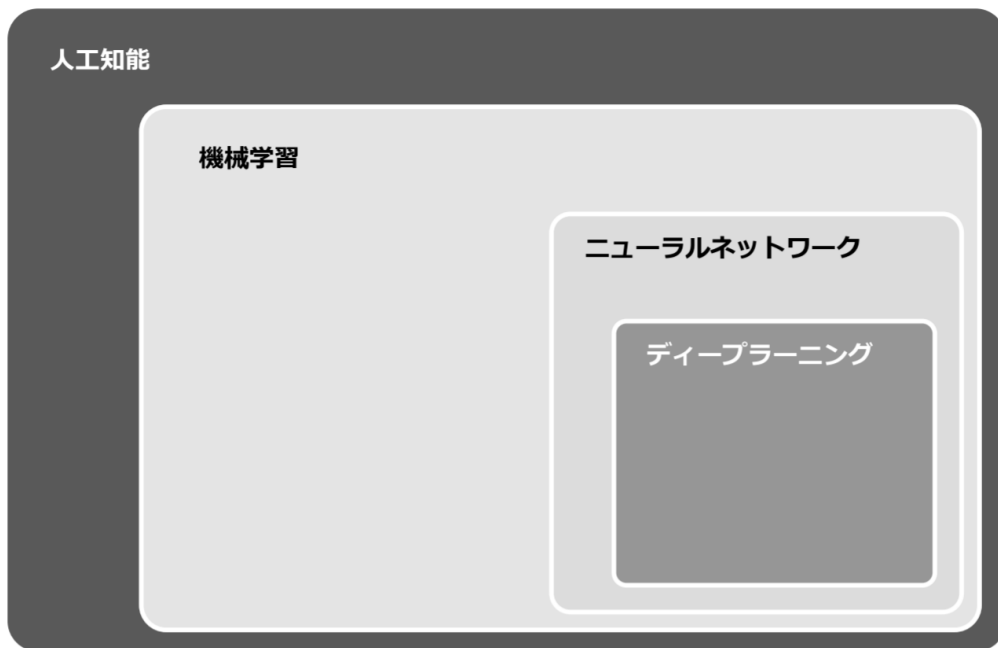 人工知能
機械学習
ニューラルネットワーク
ディープラーニング